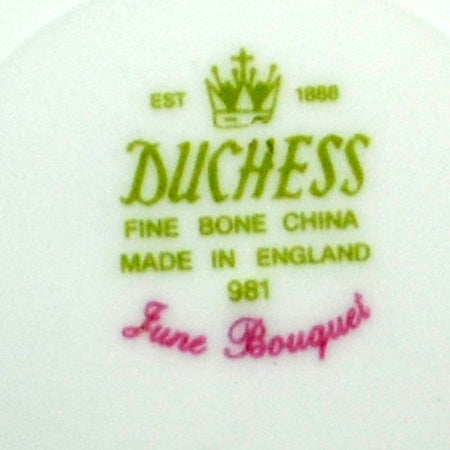 EST 1888
DUCHESS
FINE BONE CHINA
MADE IN ENGLAND
981
June Bouquet